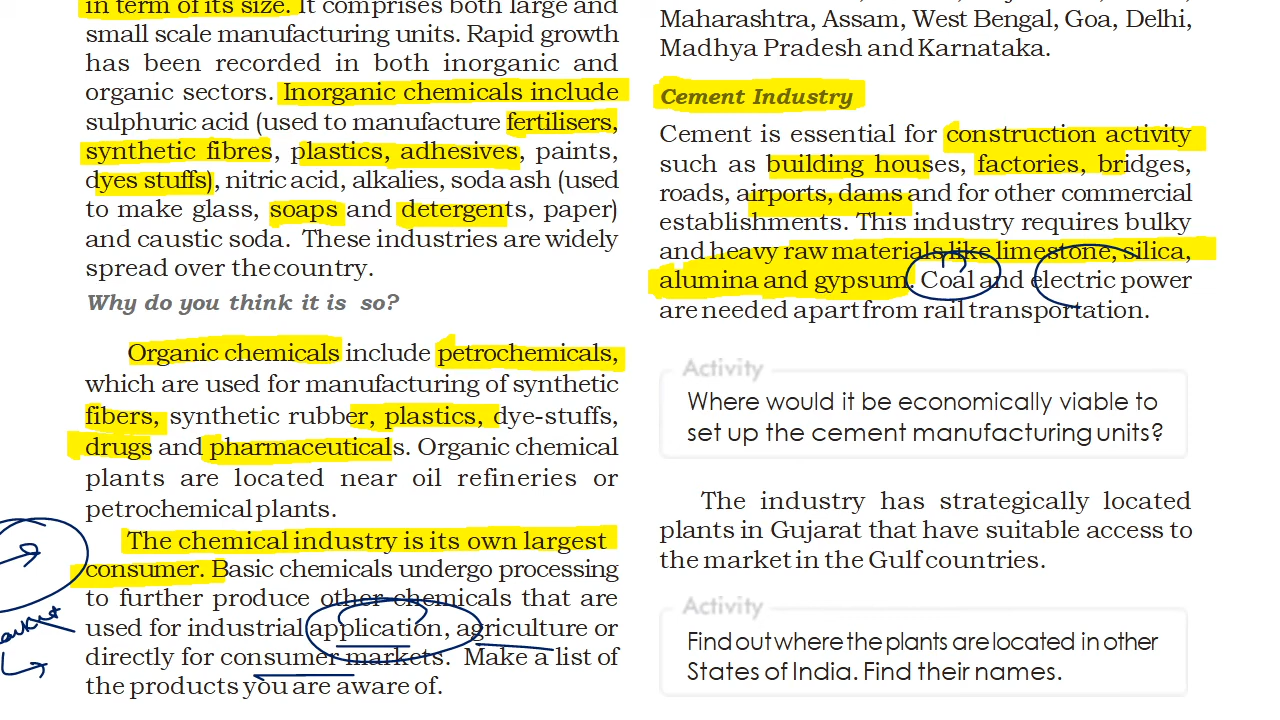 in term of its size. It comprises both large and
small scale manufacturing units. Rapid growth
has been recorded in both inorganic and
organic sectors. Inorganic chemicals include
sulphuric acid (used to manufacture fertilisers,
synthetic fibres, plastics, adhesives, paints,
dyes stuffs), nitric acid, alkalies, soda ash (used
to make glass, soaps and detergents, paper)
and caustic soda. These industries are widely
spread over the country.
Why do you think it is so?
Organic chemicals include petrochemicals,
which are used for manufacturing of synthetic
fibers, synthetic rubber, plastics, dye-stuffs,
drugs and pharmaceuticals. Organic chemical
plants are located near oil refineries or
petrochemical plants.
The chemical industry is its own largest
consumer. Basic chemicals undergo processing
to further produce other chemicals that are
used for industrial application, agriculture or
directly for consumer markets. Make a list of
the products you are aware of.
Maharashtra, Assam, West Bengal, Goa, Delhi,
Madhya Pradesh and Karnataka.
Cement Industry
Cement is essential for construction activity
such as building houses, factories, bridges,
roads, airports, dams and for other commercial
establishments. This industry requires bulky
and heavy raw materials like limestone, silica,
alumina and gypsum. Coal and electric power
are needed apart from rail transportation.
Activity
Where would it be economically viable to
set up the cement manufacturing units?
The industry has strategically located
plants in Gujarat that have suitable access to
the market in the Gulf countries.
Activity
Find out where the plants are located in other
States of India. Find their names.